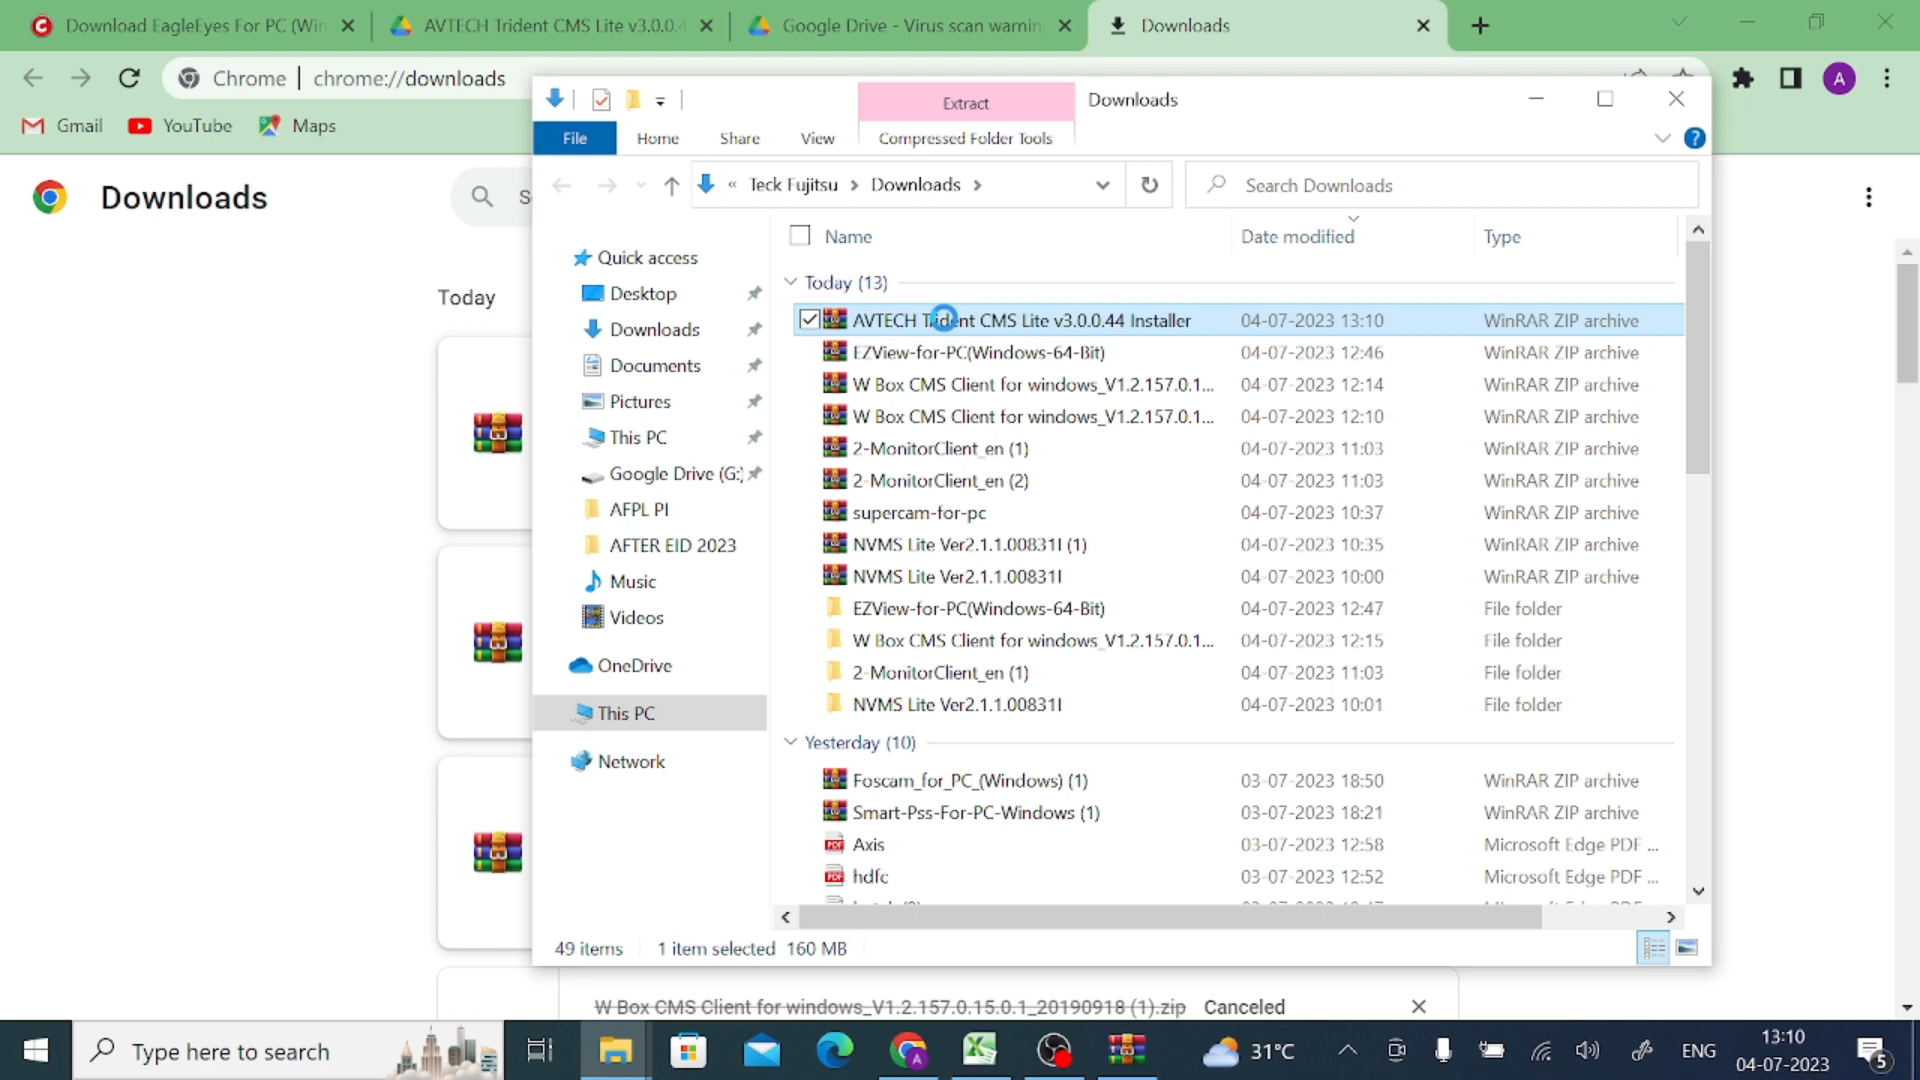 Download EagleEyes For PC (Win
AVTECH Trident CMS Lite v3.0.0.4
Google Drive - Virus scan warning
Downloads
Chrome | chrome://downloads
Gmail
YouTube
Maps
Downloads
Today
Extract
Downloads
File
Home
Share
View
Compressed Folder Tools
« Teck Fujitsu > Downloads >
Search Downloads
Name
Date modified
Type
Quick access
Desktop
Downloads
Documents
Pictures
This PC
Google Drive (G:)
AFPL PI
AFTER EID 2023
Music
Videos
OneDrive
This PC
Network
Today (13)
AVTECH Trident CMS Lite v3.0.0.44 Installer 04-07-2023 13:10 WinRAR ZIP archive
EZView-for-PC(Windows-64-Bit) 04-07-2023 12:46 WinRAR ZIP archive
W Box CMS Client for windows_V1.2.157.0.1... 04-07-2023 12:14 WinRAR ZIP archive
W Box CMS Client for windows_V1.2.157.0.1... 04-07-2023 12:10 WinRAR ZIP archive
2-MonitorClient_en (1) 04-07-2023 11:03 WinRAR ZIP archive
2-MonitorClient_en (2) 04-07-2023 11:03 WinRAR ZIP archive
supercam-for-pc 04-07-2023 10:37 WinRAR ZIP archive
NVMS Lite Ver2.1.1.00831I (1) 04-07-2023 10:35 WinRAR ZIP archive
NVMS Lite Ver2.1.1.00831I 04-07-2023 10:00 WinRAR ZIP archive
EZView-for-PC(Windows-64-Bit) 04-07-2023 12:47 File folder
W Box CMS Client for windows_V1.2.157.0.1... 04-07-2023 12:15 File folder
2-MonitorClient_en (1) 04-07-2023 11:03 File folder
NVMS Lite Ver2.1.1.00831I 04-07-2023 10:01 File folder
Yesterday (10)
Foscam_for_PC_(Windows) (1) 03-07-2023 18:50 WinRAR ZIP archive
Smart-Pss-For-PC-Windows (1) 03-07-2023 18:21 WinRAR ZIP archive
Axis 03-07-2023 12:58 Microsoft Edge PDF ...
hdfc 03-07-2023 12:52 Microsoft Edge PDF ...
49 items
1 item selected 160 MB
W Box CMS Client for windows_V1.2.157.0.15.0.1_20190918 (1).zip Canceled
Type here to search
31°C
ENG
13:10
04-07-2023
5